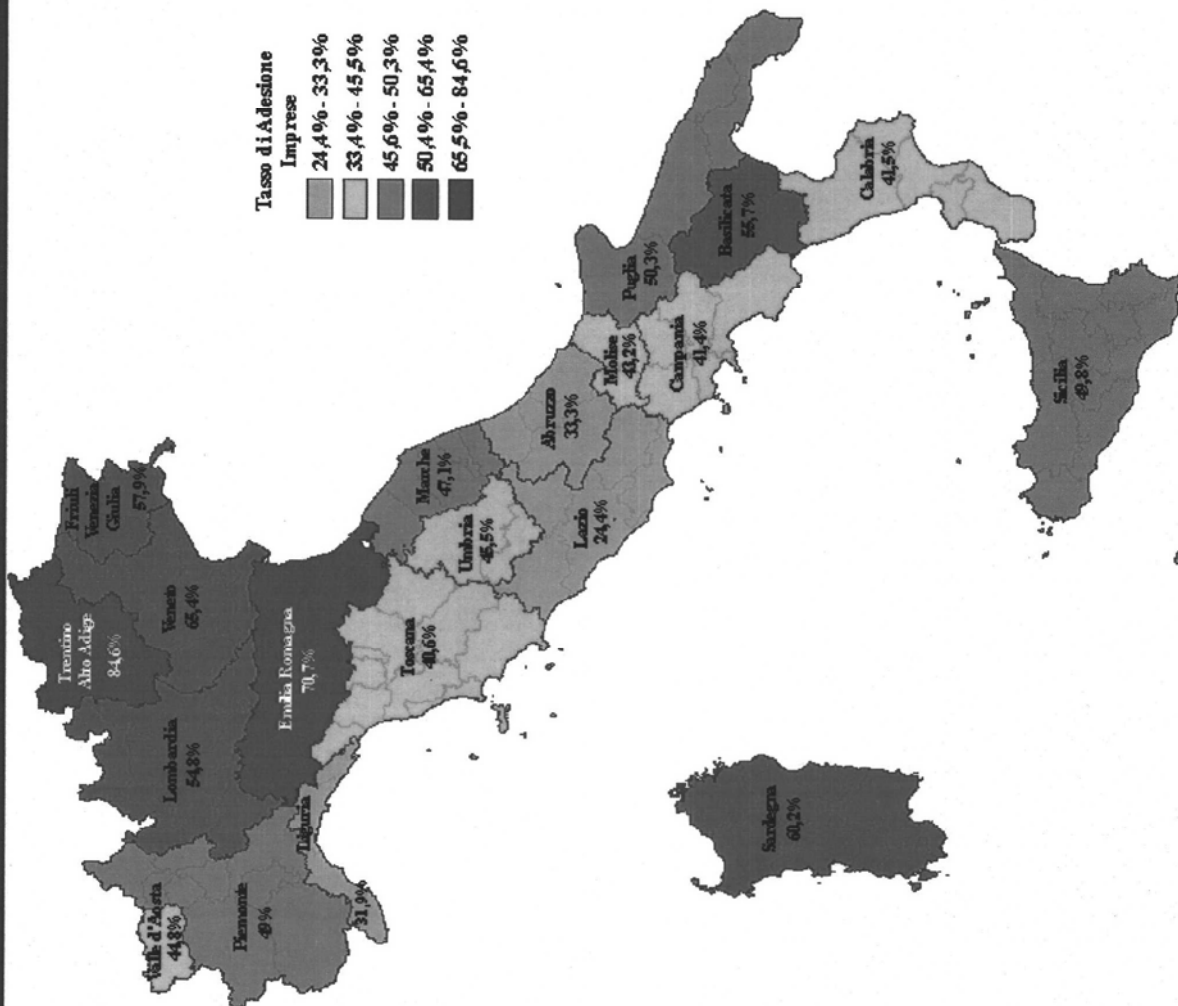 Tasso di Adesione
Imprese
24,4% - 33,3%
33,4% - 45,5%
45,6% - 50,3%
50,4% - 65,4%
65,5% - 84,6%
Trentino
Alto Adige
84,6%
Friuli
Venezia
Giulia
57,9%
Veneto
65,4%
Lombardia
54,8%
Valle d'Aosta
44,8%
Piemonte
49%
Liguria
31,9%
Emilia Romagna
70,7%
Toscana
40,6%
Umbria
45,5%
Marche
47,1%
Lazio
24,4%
Abruzzo
33,3%
Molise
43,2%
Campania
41,4%
Puglia
50,3%
Basilicata
55,7%
Calabria
41,5%
Sicilia
49,8%
Sardegna
60,2%